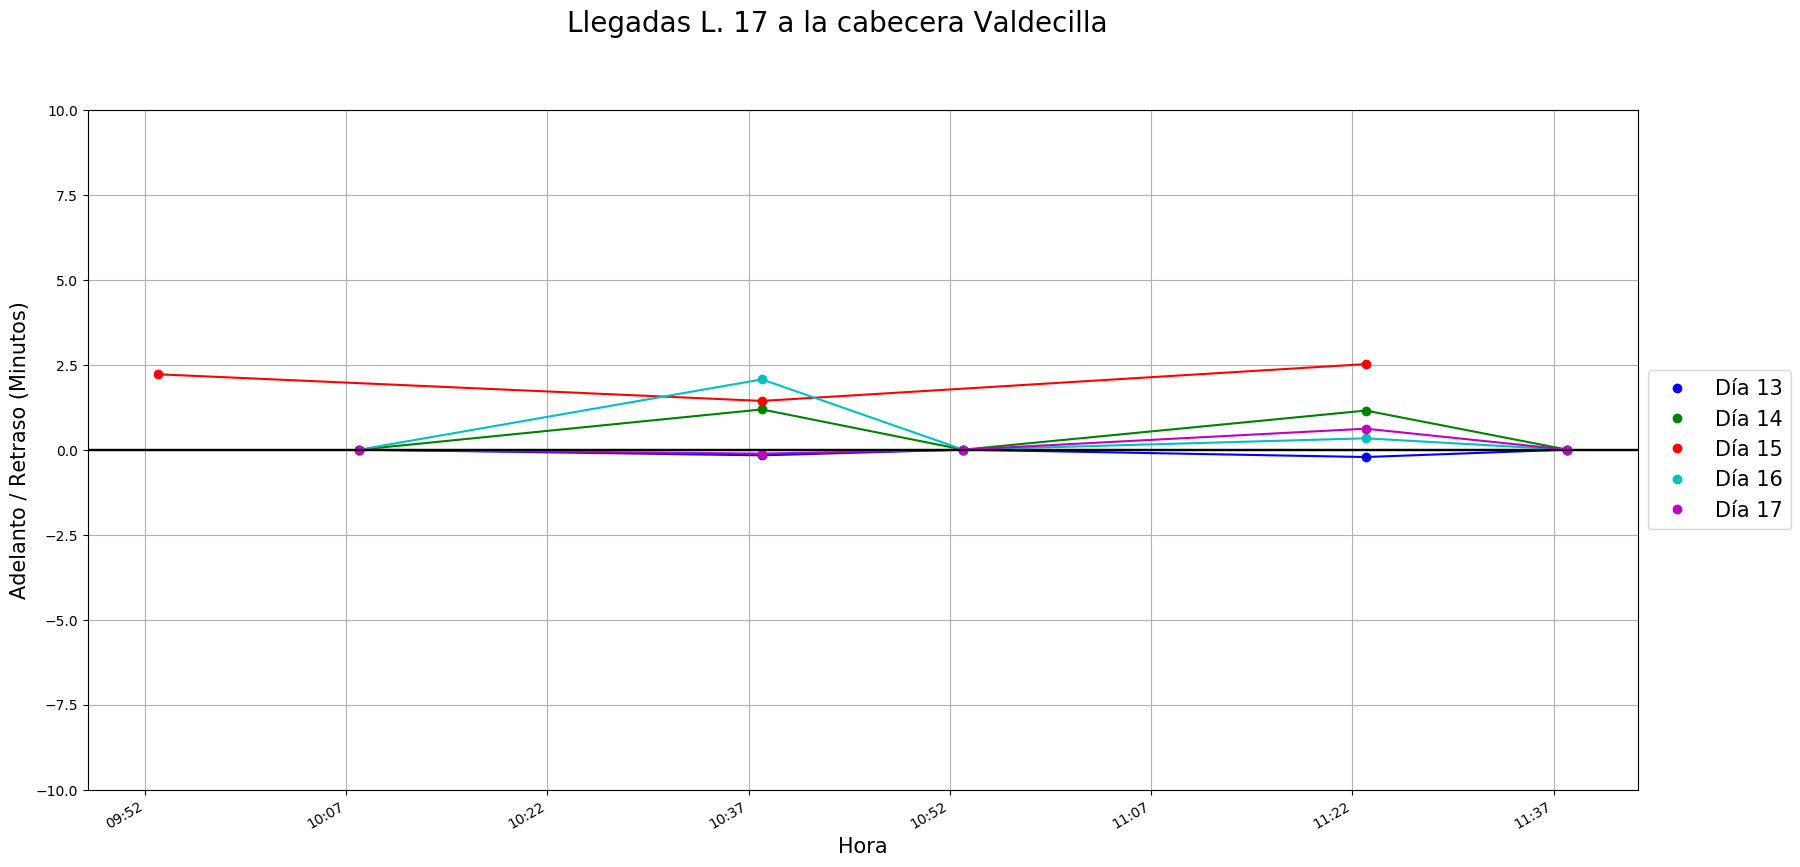 Llegadas L. 17 a la cabecera Valdecilla
Adelanto / Retraso (Minutos)
10.0
7.5
5.0
2.5
0.0
−2.5
−5.0
−7.5
−10.0
09:52
10:07
10:22
10:37
10:52
11:07
11:22
11:37
Hora
Día 13
Día 14
Día 15
Día 16
Día 17